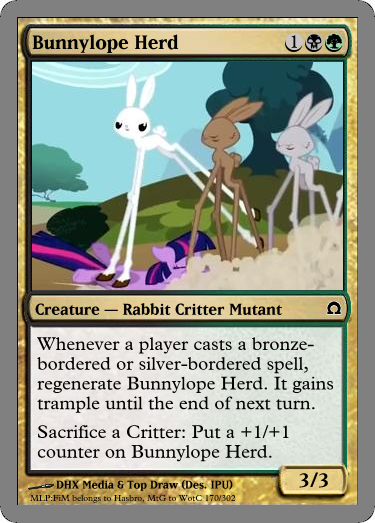 Bunnylope Herd 1
Creature — Rabbit Critter Mutant Ω
Whenever a player casts a bronze-
bordered or silver-bordered spell,
regenerate Bunnylope Herd. It gains
trample until the end of next turn.
Sacrifice a Critter: Put a +1/+1
counter on Bunnylope Herd.
3/3
DHX Media & Top Draw (Des. IPU)
MLP:FiM belongs to Hasbro, MtG to WotC 170/302